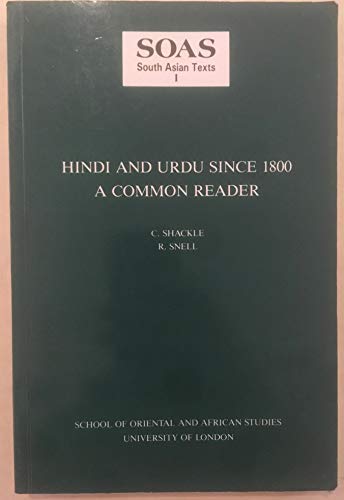 SOAS
South Asian Texts
I
HINDI AND URDU SINCE 1800
A COMMON READER
C. SHACKLE
R. SNELL
SCHOOL OF ORIENTAL AND AFRICAN STUDIES
UNIVERSITY OF LONDON